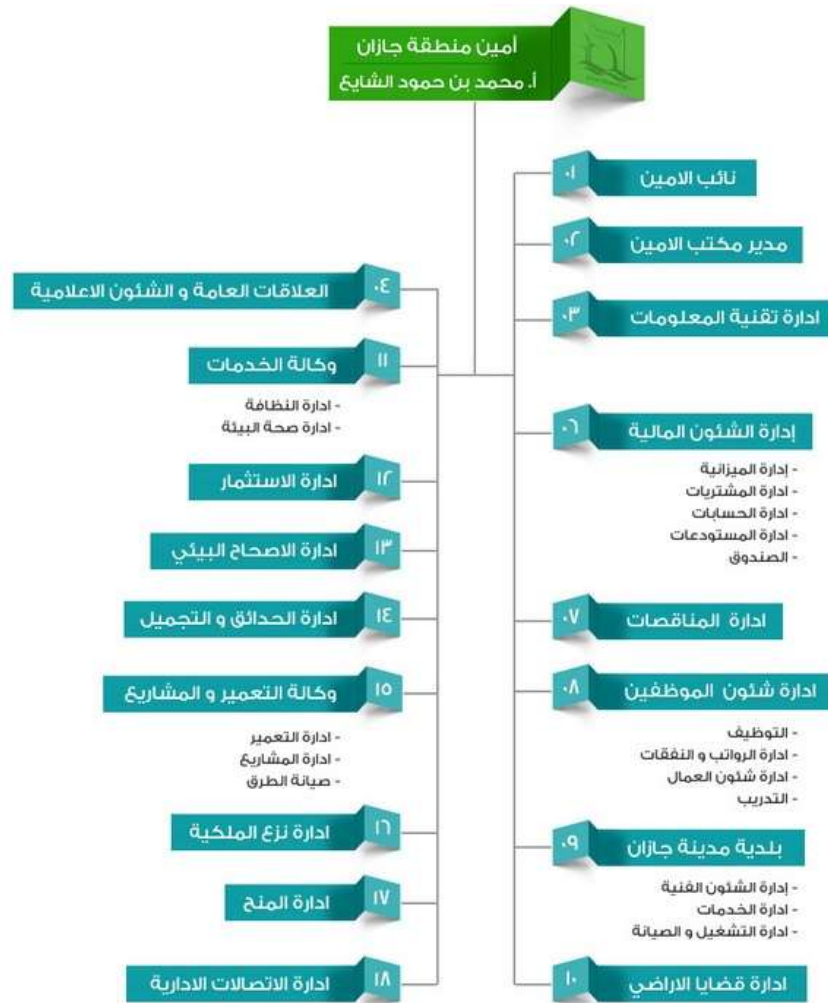 أمين منطقة جازان
أ. محمد بن حمود الشايع
٠١ نائب الامين
٠٢ مدير مكتب الامين
٠٣ ادارة تقنية المعلومات
٠٦ إدارة الشئون المالية
- إدارة الميزانية
- ادارة المشتريات
- ادارة الحسابات
- ادارة المستودعات
- الصندوق
٠٧ ادارة المناقصات
٠٨ ادارة شئون الموظفين
- التوظيف
- ادارة الرواتب و النفقات
- ادارة شئون العمال
- التدريب
٠٩ بلدية مدينة جازان
- إدارة الشئون الفنية
- ادارة الخدمات
- ادارة التشغيل و الصيانة
١٠ ادارة قضايا الاراضي
٠٤ العلاقات العامة و الشئون الاعلامية
١١ وكالة الخدمات
- ادارة النظافة
- ادارة صحة البيئة
١٢ ادارة الاستثمار
١٣ ادارة الاصحاح البيئي
١٤ ادارة الحدائق و التجميل
١٥ وكالة التعمير و المشاريع
- ادارة التعمير
- ادارة المشاريع
- صيانة الطرق
١٦ ادارة نزع الملكية
١٧ ادارة المنح
١٨ ادارة الاتصالات الادارية